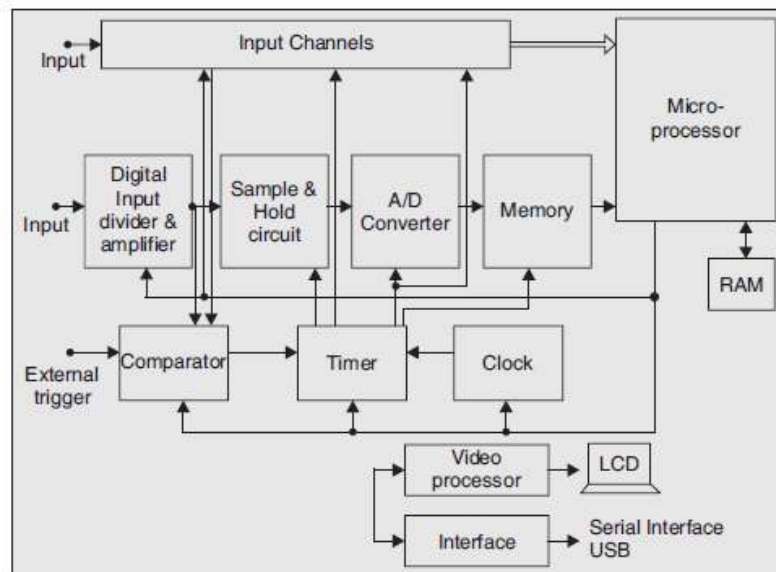 Input Channels
Input
Micro-
processor
Digital
Input
divider &
amplifier
Sample &
Hold
circuit
A/D
Converter
Memory
Input
RAM
Comparator
Timer
Clock
External
trigger
Video
processor
LCD
Interface
Serial Interface
USB